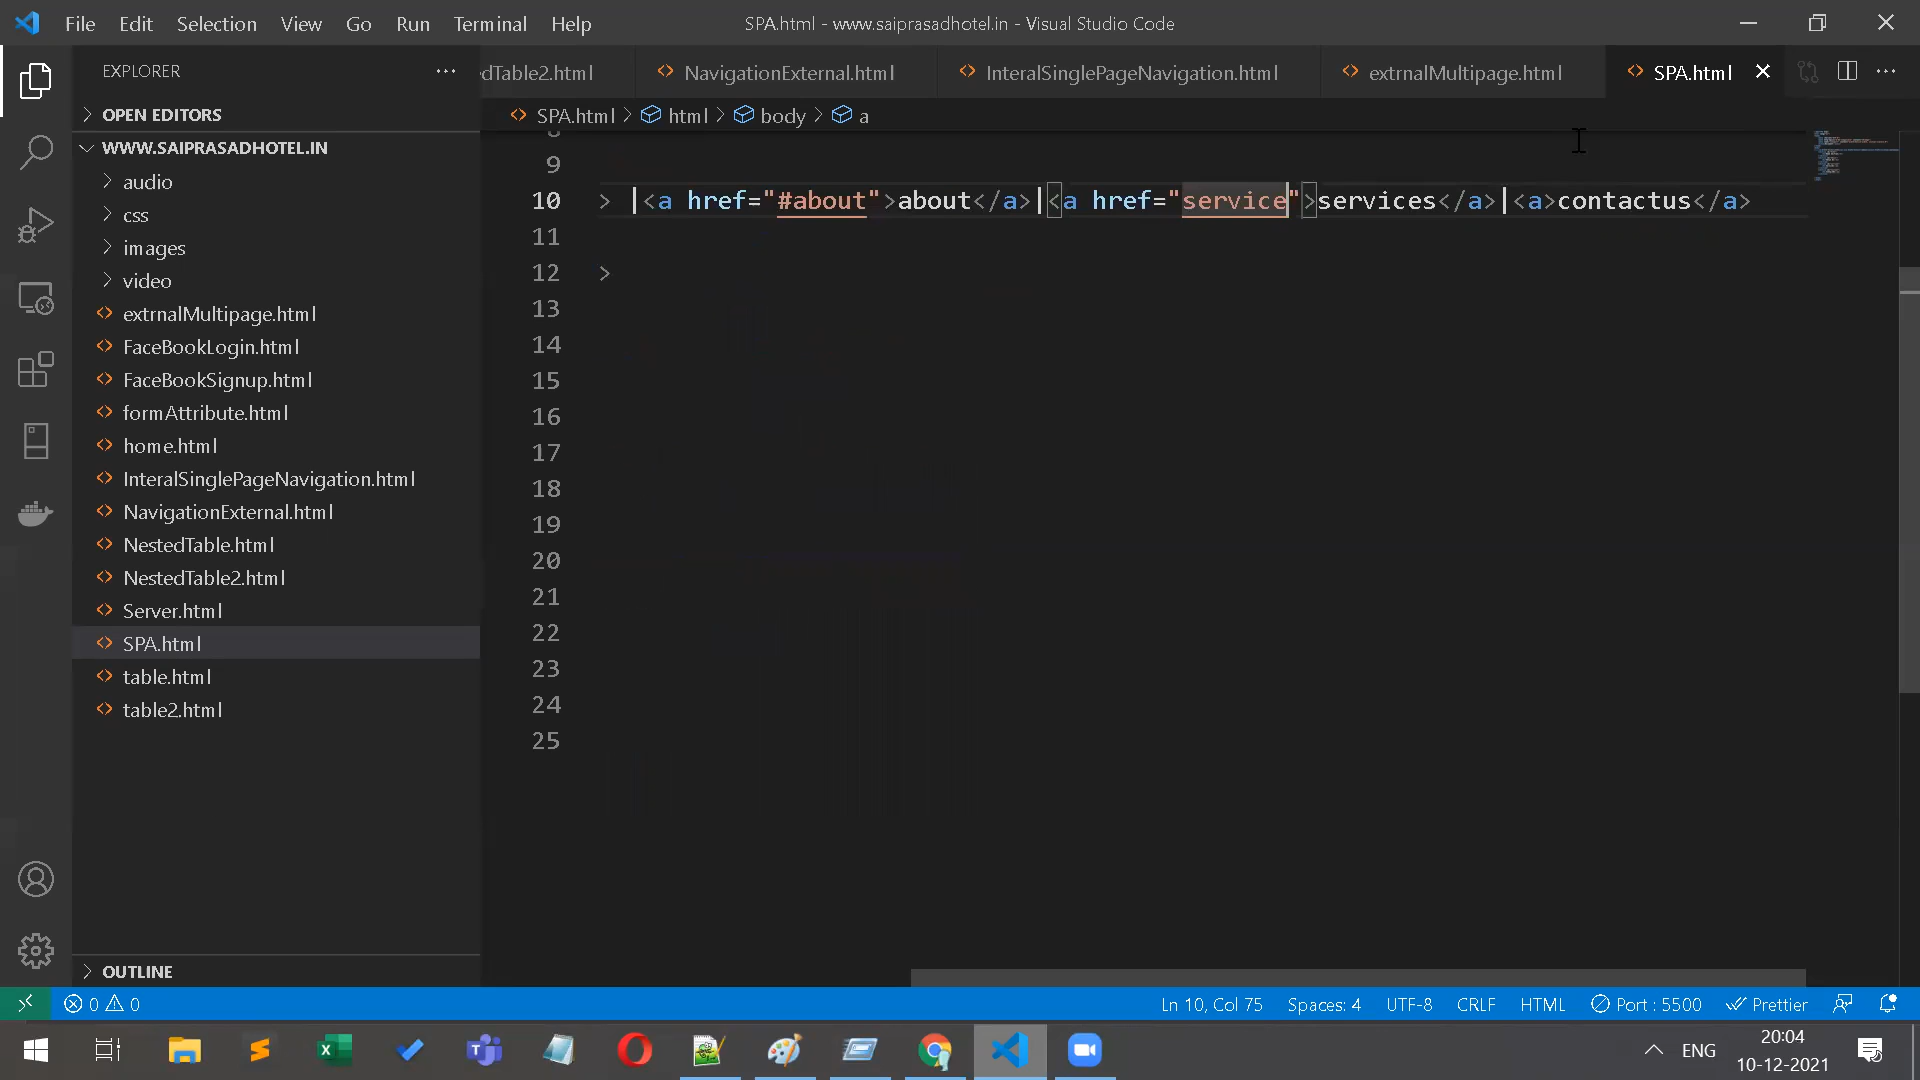 File Edit Selection View Go Run Terminal Help SPA.html - www.saiprasadhotel.in - Visual Studio Code
EXPLORER
dTable2.html NavigationExternal.html InteralSinglePageNavigation.html extrnalMultipage.html SPA.html
OPEN EDITORS
SPA.html > html > body > a
WWW.SAIPRASADHOTEL.IN
audio
css
images
video
extrnalMultipage.html
FaceBookLogin.html
FaceBookSignup.html
formAttribute.html
home.html
InteralSinglePageNavigation.html
NavigationExternal.html
NestedTable.html
NestedTable2.html
Server.html
SPA.html
table.html
table2.html
OUTLINE
8
9
10 > |<a href="#about">about</a>|<a href="service">services</a>|<a>contactus</a>
11
12 >
13
14
15
16
17
18
19
20
21
22
23
24
25
0 0 Ln 10, Col 75 Spaces: 4 UTF-8 CRLF HTML Port : 5500 Prettier
ENG 20:04
10-12-2021